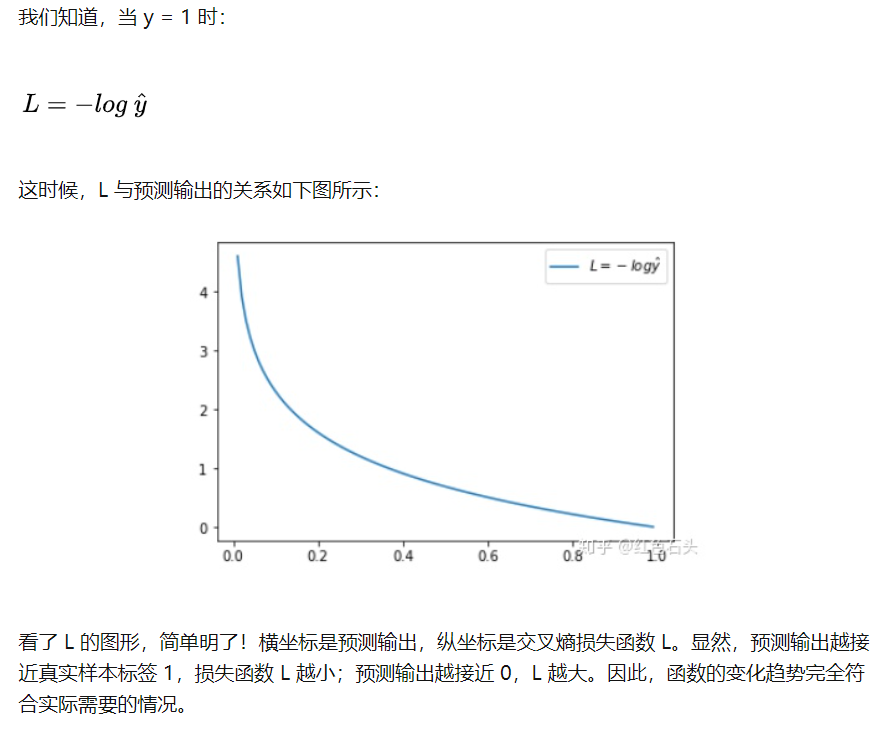 我们知道，当 y = 1 时：
L = −log ŷ
这时候，L 与预测输出的关系如下图所示：
L = − logŷ
4
3
2
1
0
0.0 0.2 0.4 0.6 0.8 1.0
知乎 @红色石头
看了 L 的图形，简单明了！横坐标是预测输出，纵坐标是交叉熵损失函数 L。显然，预测输出越接
近真实样本标签 1，损失函数 L 越小；预测输出越接近 0，L 越大。因此，函数的变化趋势完全符
合实际需要的情况。